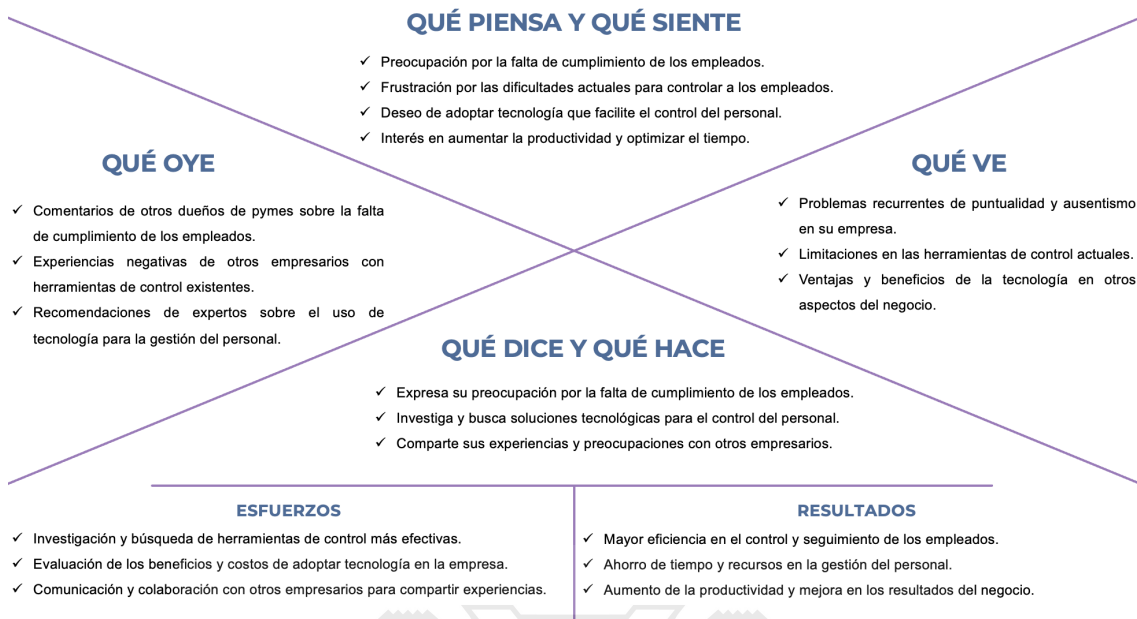 QUÉ PIENSA Y QUÉ SIENTE
✓ Preocupación por la falta de cumplimiento de los empleados.
✓ Frustración por las dificultades actuales para controlar a los empleados.
✓ Deseo de adoptar tecnología que facilite el control del personal.
✓ Interés en aumentar la productividad y optimizar el tiempo.
QUÉ OYE
✓ Comentarios de otros dueños de pymes sobre la falta
de cumplimiento de los empleados.
✓ Experiencias negativas de otros empresarios con
herramientas de control existentes.
✓ Recomendaciones de expertos sobre el uso de
tecnología para la gestión del personal.
QUÉ VE
✓ Problemas recurrentes de puntualidad y ausentismo
en su empresa.
✓ Limitaciones en las herramientas de control actuales.
✓ Ventajas y beneficios de la tecnología en otros
aspectos del negocio.
QUÉ DICE Y QUÉ HACE
✓ Expresa su preocupación por la falta de cumplimiento de los empleados.
✓ Investiga y busca soluciones tecnológicas para el control del personal.
✓ Comparte sus experiencias y preocupaciones con otros empresarios.
ESFUERZOS
✓ Investigación y búsqueda de herramientas de control más efectivas.
✓ Evaluación de los beneficios y costos de adoptar tecnología en la empresa.
✓ Comunicación y colaboración con otros empresarios para compartir experiencias.
RESULTADOS
✓ Mayor eficiencia en el control y seguimiento de los empleados.
✓ Ahorro de tiempo y recursos en la gestión del personal.
✓ Aumento de la productividad y mejora en los resultados del negocio.